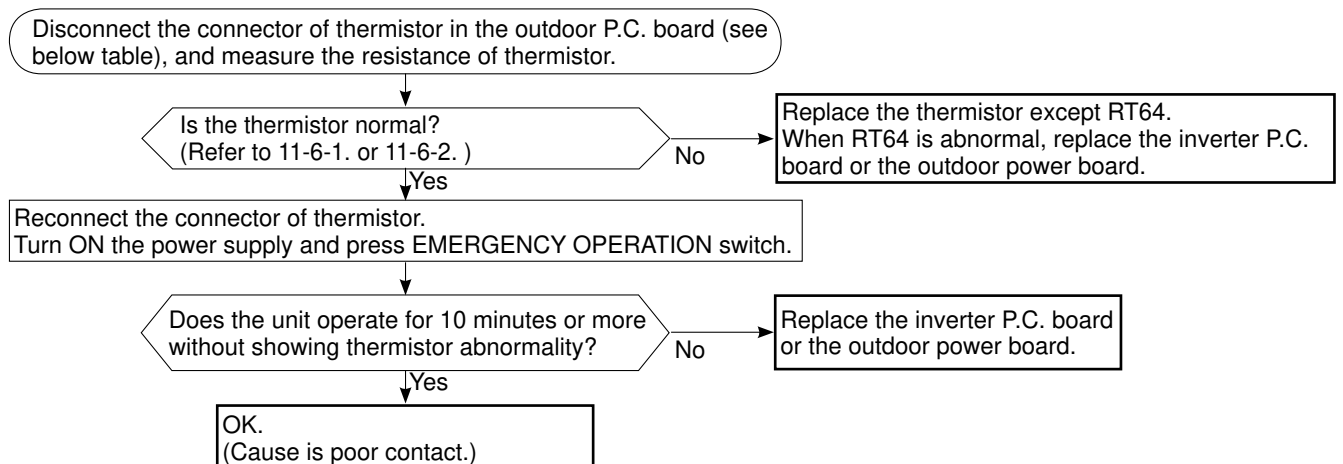 Disconnect the connector of thermistor in the outdoor P.C. board (see
below table), and measure the resistance of thermistor.
Is the thermistor normal?
(Refer to 11-6-1. or 11-6-2. )
No
Replace the thermistor except RT64.
When RT64 is abnormal, replace the inverter P.C.
board or the outdoor power board.
Yes
Reconnect the connector of thermistor.
Turn ON the power supply and press EMERGENCY OPERATION switch.
Does the unit operate for 10 minutes or more
without showing thermistor abnormality?
No
Replace the inverter P.C. board
or the outdoor power board.
Yes
OK.
(Cause is poor contact.)